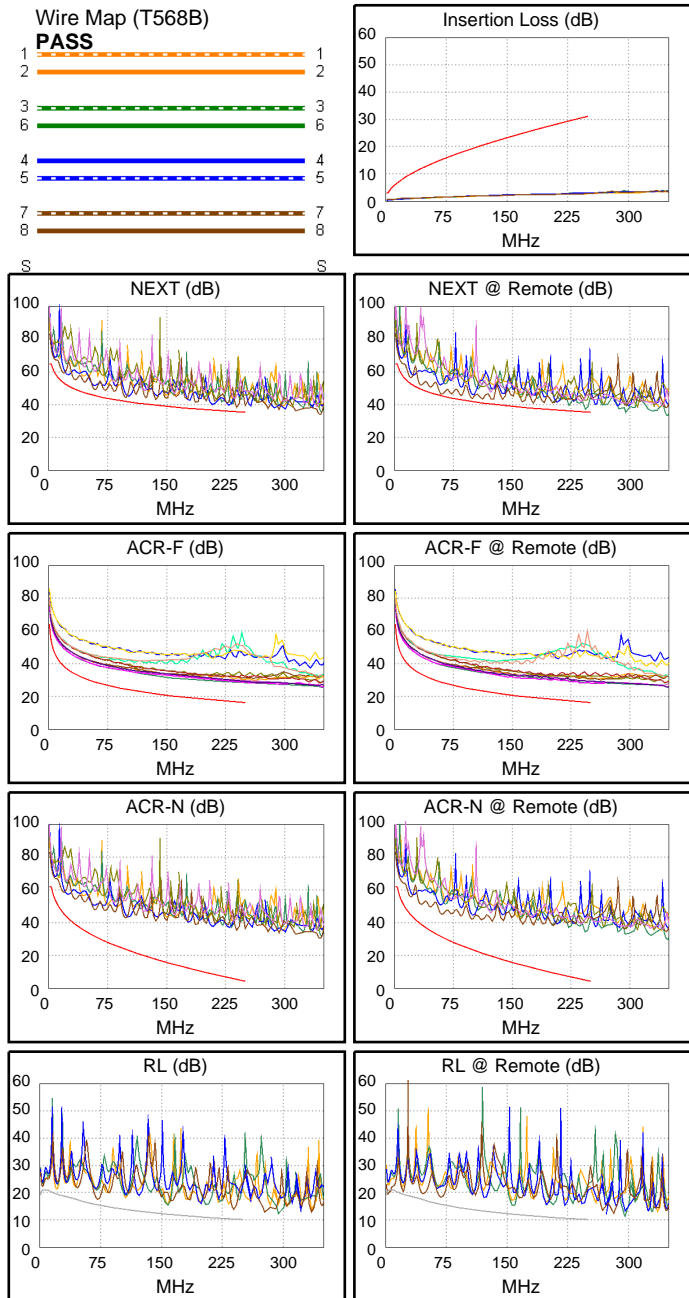 Wire Map (T568B)
PASS
1 1
2 2
3 3
6 6
4 4
5 5
7 7
8 8
S S
Insertion Loss (dB)
60
50
40
30
20
10
0
0 75 150 225 300
MHz
NEXT (dB)
100
80
60
40
20
0
0 75 150 225 300
MHz
NEXT @ Remote (dB)
100
80
60
40
20
0
0 75 150 225 300
MHz
ACR-F (dB)
100
80
60
40
20
0
0 75 150 225 300
MHz
ACR-F @ Remote (dB)
100
80
60
40
20
0
0 75 150 225 300
MHz
ACR-N (dB)
100
80
60
40
20
0
0 75 150 225 300
MHz
ACR-N @ Remote (dB)
100
80
60
40
20
0
0 75 150 225 300
MHz
RL (dB)
60
50
40
30
20
10
0
0 75 150 225 300
MHz
RL @ Remote (dB)
60
50
40
30
20
10
0
0 75 150 225 300
MHz